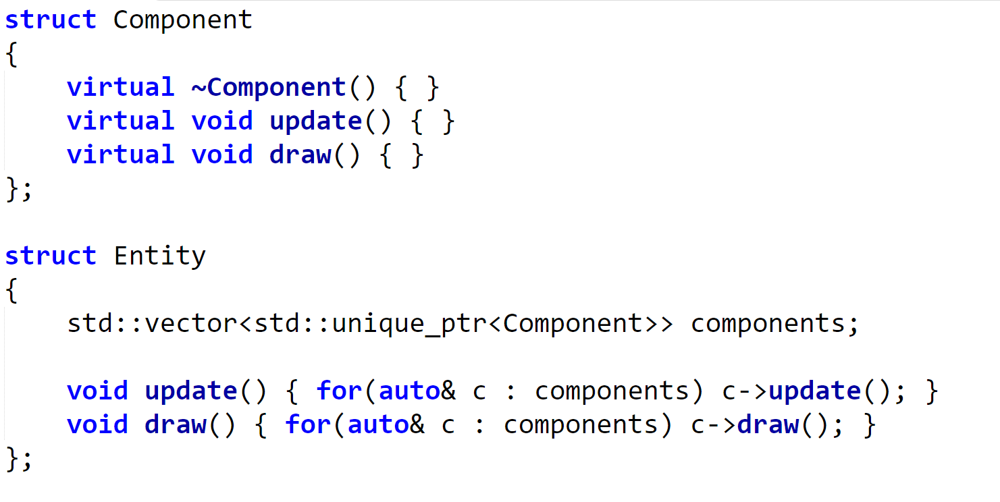 struct Component
{
    virtual ~Component() { }
    virtual void update() { }
    virtual void draw() { }
};

struct Entity
{
    std::vector<std::unique_ptr<Component>> components;

    void update() { for(auto& c : components) c->update(); }
    void draw() { for(auto& c : components) c->draw(); }
};